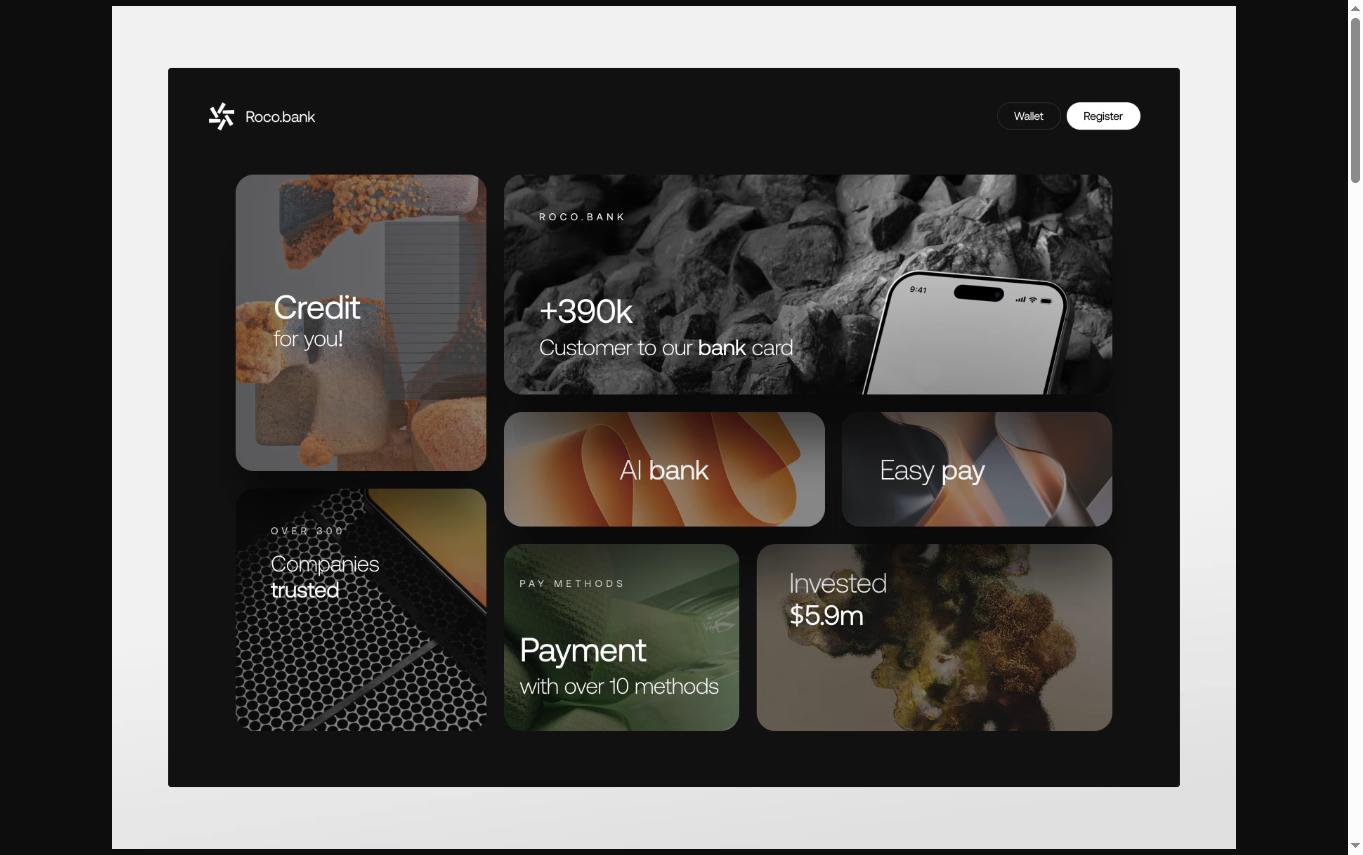 Roco.bank
Wallet
Register
Credit
for you!
ROCO.BANK
+390k
Customer to our bank card
9:41
AI bank
Easy pay
OVER 300
Companies
trusted
PAY METHODS
Payment
with over 10 methods
Invested
$5.9m